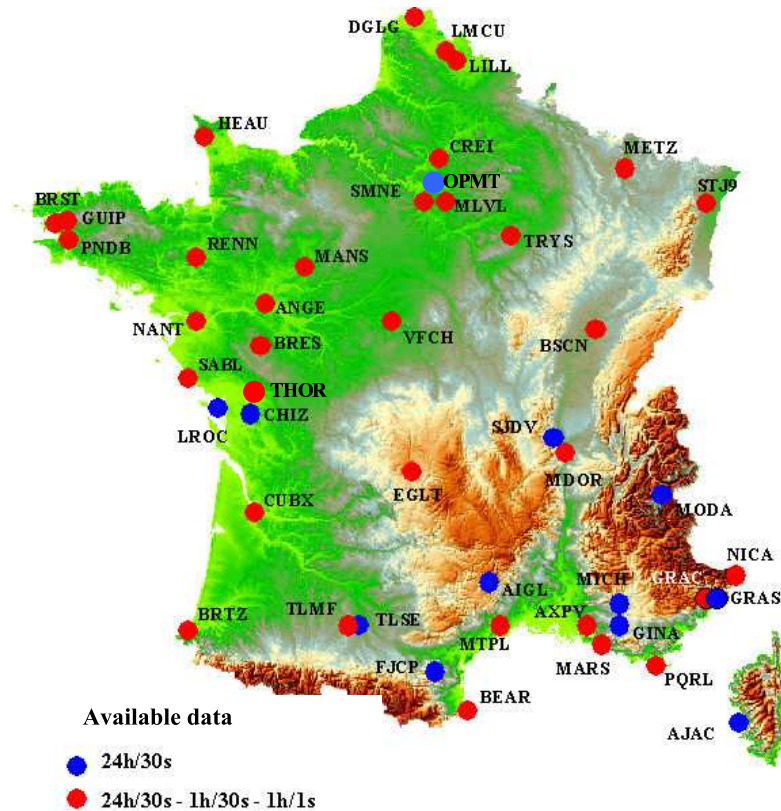 DGLG
LMCU
LILL
HEAU
CREI
METZ
OPMT
STJ9
BRST
SMNE
MLVL
GUIP
PNDB
RENN
TRYS
MANS
ANGE
NANT
VFCH
BSCN
BRES
SABL
THOR
CHIZ
LROC
SJDV
MDOR
EGLT
CUBX
MODA
NICA
GRAC
MICH
AIGL
GRAS
AXPV
TLMF
TLSE
BRTZ
GINA
MTPL
MARS
FJCP
PQRL
BEAR
AJAC
Available data
24h/30s
24h/30s - 1h/30s - 1h/1s